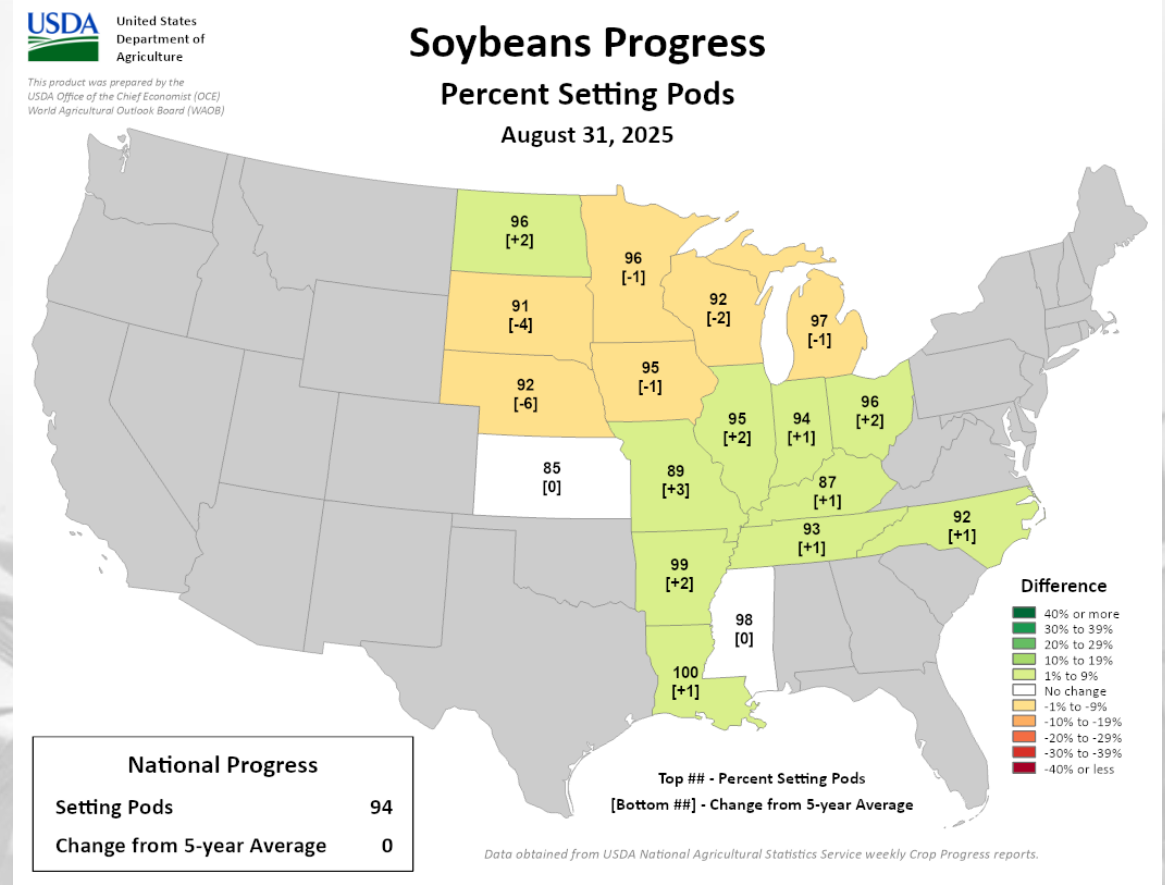 USDA
United States
Department of
Agriculture
This product was prepared by the
USDA Office of the Chief Economist (OCE)
World Agricultural Outlook Board (WAOB)
Soybeans Progress
Percent Setting Pods
August 31, 2025
96
[+2]
96
[-1]
91
[-4]
92
[-2]
97
[-1]
92
[-6]
95
[-1]
95
[+2]
94
[+1]
96
[+2]
85
[0]
89
[+3]
87
[+1]
93
[+1]
92
[+1]
99
[+2]
98
[0]
100
[+1]
Difference
40% or more
30% to 39%
20% to 29%
10% to 19%
1% to 9%
No change
-1% to -9%
-10% to -19%
-20% to -29%
-30% to -39%
-40% or less
National Progress
Setting Pods 94
Change from 5-year Average 0
Top ## - Percent Setting Pods
[Bottom ##] - Change from 5-year Average
Data obtained from USDA National Agricultural Statistics Service weekly Crop Progress reports.